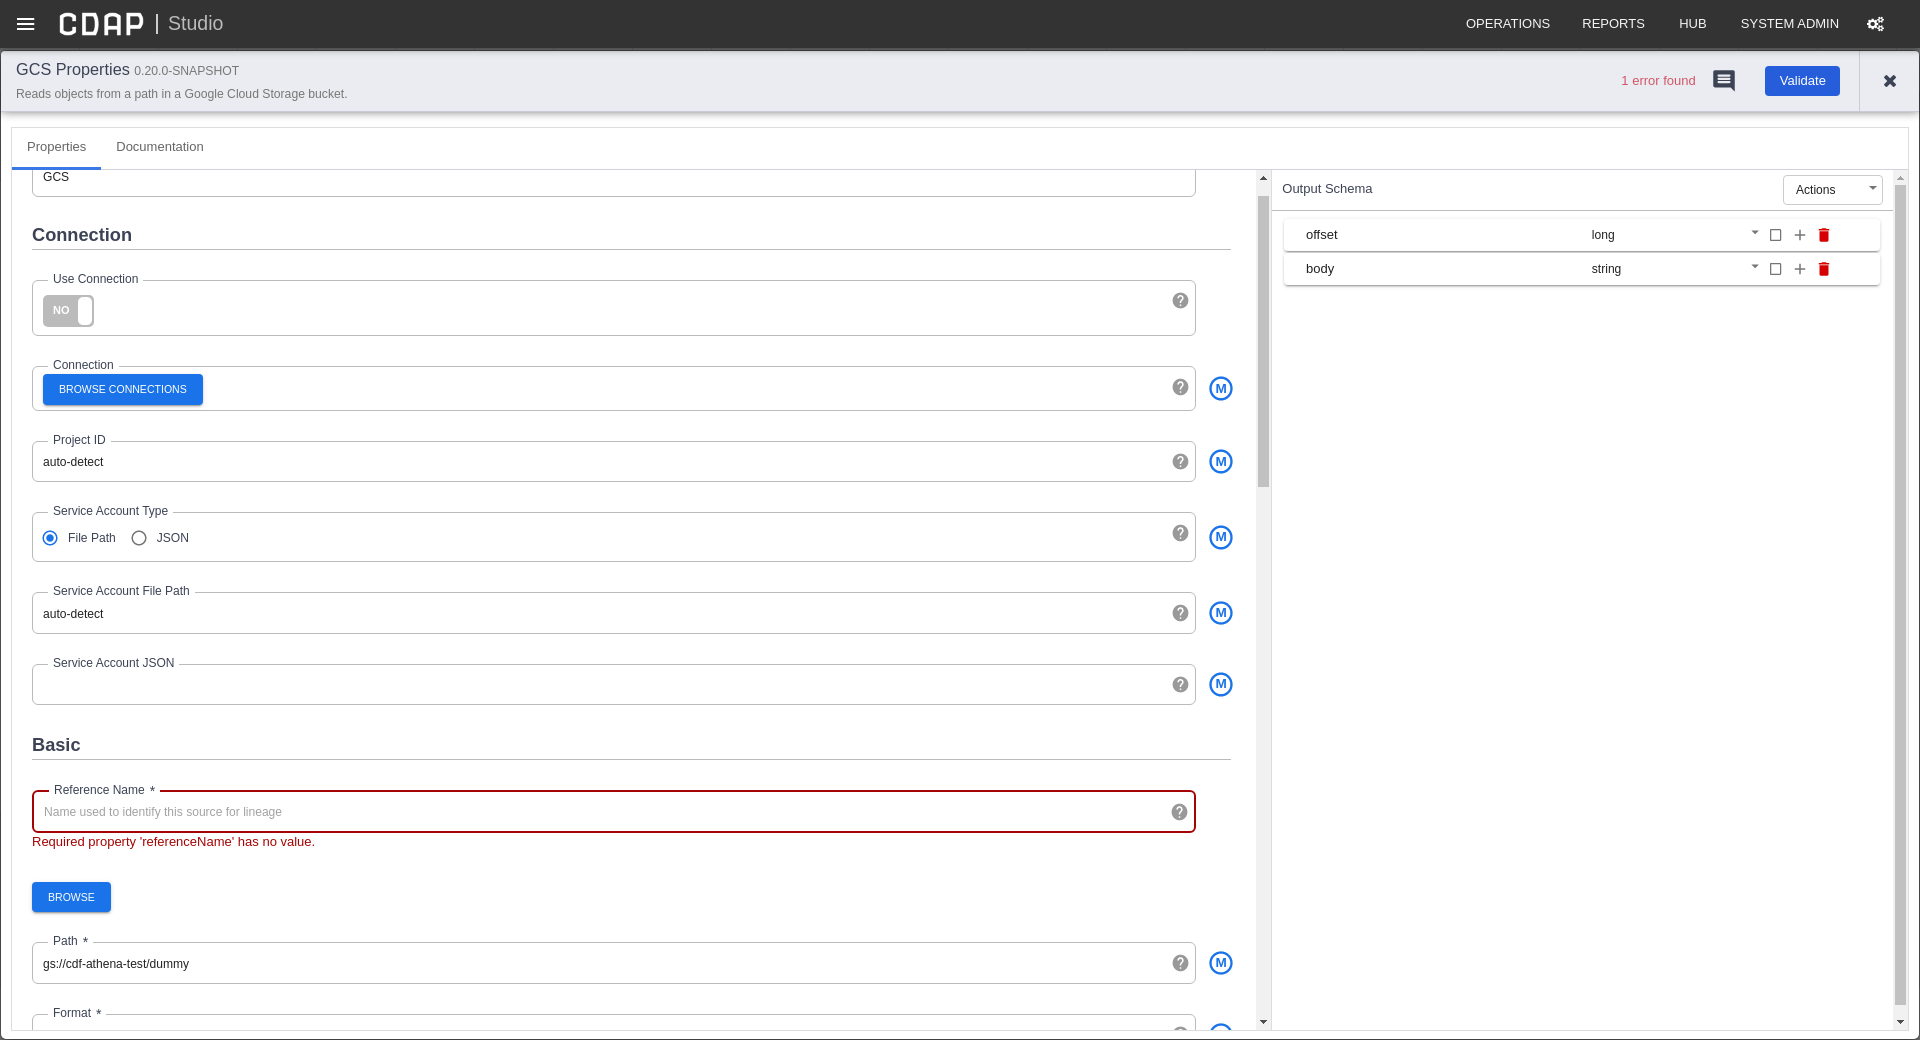 CDAP | Studio
OPERATIONS REPORTS HUB SYSTEM ADMIN
GCS Properties 0.20.0-SNAPSHOT
Reads objects from a path in a Google Cloud Storage bucket.
1 error found
Validate
Properties Documentation
GCS
Connection
Use Connection
NO
Connection
BROWSE CONNECTIONS
M
Project ID
auto-detect
M
Service Account Type
File Path JSON
M
Service Account File Path
auto-detect
M
Service Account JSON
M
Basic
Reference Name *
Name used to identify this source for lineage
Required property 'referenceName' has no value.
BROWSE
Path *
gs://cdf-athena-test/dummy
M
Format *
Output Schema
Actions
offset long
body string